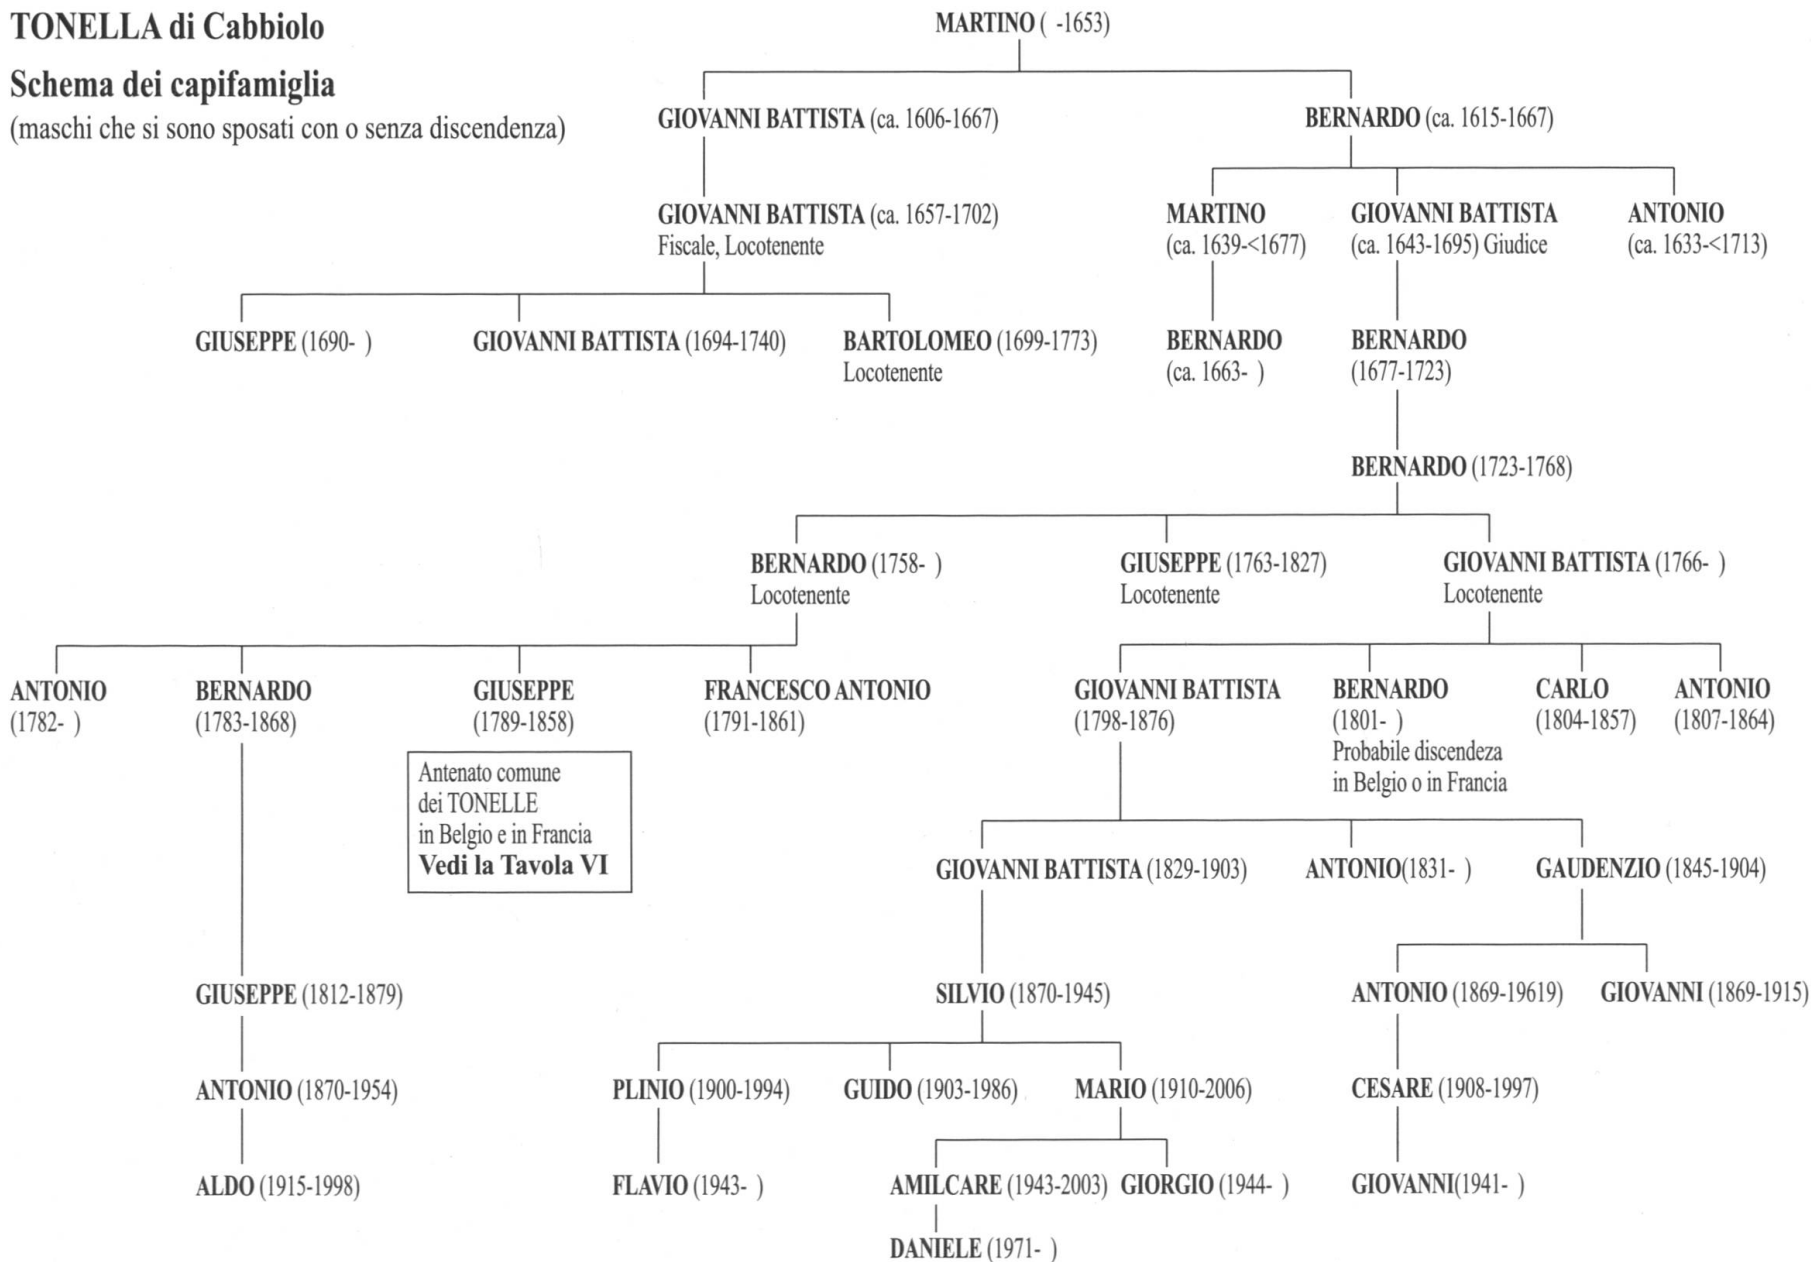 TONELLA di Cabbiolo
Schema dei capifamiglia
(maschi che si sono sposati con o senza discendenza)
MARTINO ( -1653)
GIOVANNI BATTISTA (ca. 1606-1667)
BERNARDO (ca. 1615-1667)
GIOVANNI BATTISTA (ca. 1657-1702)
Fiscale, Locotenente
MARTINO
(ca. 1639-<1677)
GIOVANNI BATTISTA
(ca. 1643-1695) Giudice
ANTONIO
(ca. 1633-<1713)
GIUSEPPE (1690- )
GIOVANNI BATTISTA (1694-1740)
BARTOLOMEO (1699-1773)
Locotenente
BERNARDO
(ca. 1663- )
BERNARDO
(1677-1723)
BERNARDO (1723-1768)
BERNARDO (1758- )
Locotenente
GIUSEPPE (1763-1827)
Locotenente
GIOVANNI BATTISTA (1766- )
Locotenente
ANTONIO
(1782- )
BERNARDO
(1783-1868)
GIUSEPPE
(1789-1858)
FRANCESCO ANTONIO
(1791-1861)
GIOVANNI BATTISTA
(1798-1876)
BERNARDO
(1801- )
Probabile discendeza
in Belgio o in Francia
CARLO
(1804-1857)
ANTONIO
(1807-1864)
Antenato comune
dei TONELLE
in Belgio e in Francia
Vedi la Tavola VI
GIOVANNI BATTISTA (1829-1903)
ANTONIO(1831- )
GAUDENZIO (1845-1904)
GIUSEPPE (1812-1879)
SILVIO (1870-1945)
ANTONIO (1869-19619)
GIOVANNI (1869-1915)
ANTONIO (1870-1954)
PLINIO (1900-1994)
GUIDO (1903-1986)
MARIO (1910-2006)
CESARE (1908-1997)
ALDO (1915-1998)
FLAVIO (1943- )
AMILCARE (1943-2003)
GIORGIO (1944- )
GIOVANNI(1941- )
DANIELE (1971- )